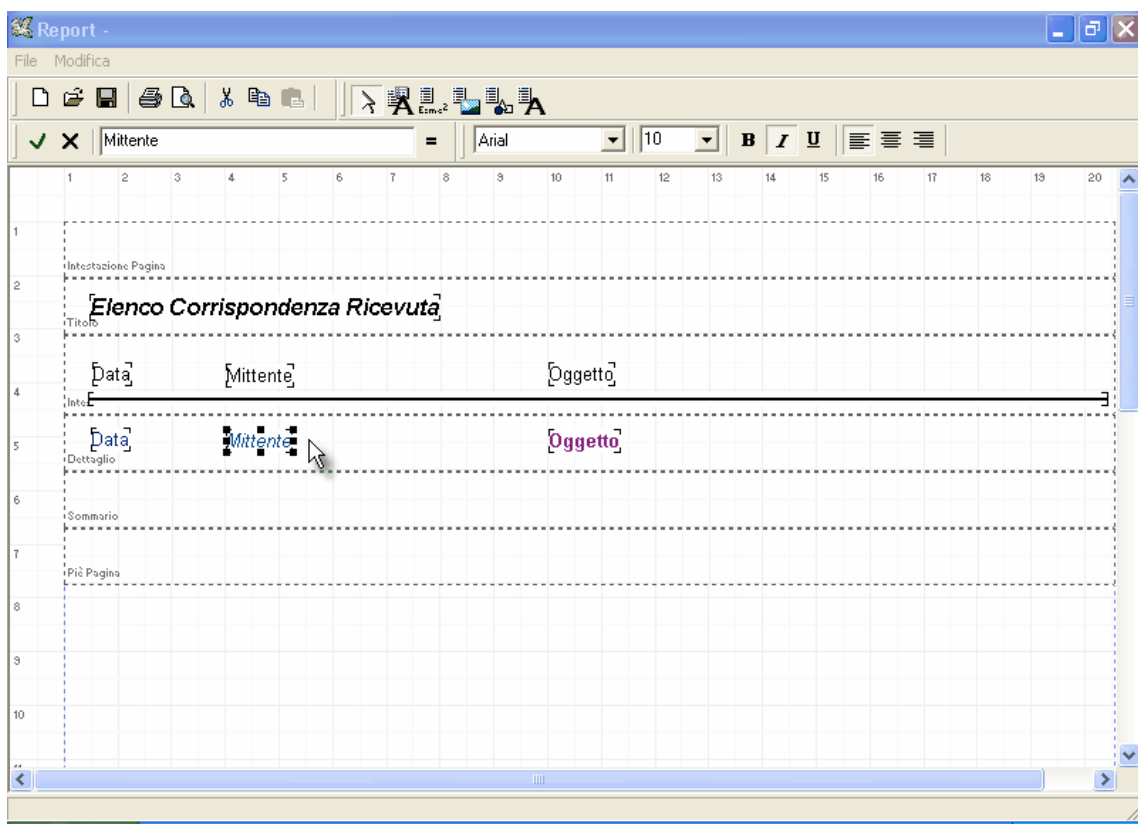 Report -
File Modifica
A E=mc² A
Mittente = Arial 10 B I U
1 2 3 4 5 6 7 8 9 10 11 12 13 14 15 16 17 18 19 20
1
Intestazione Pagina
2
Elenco Corrispondenza Ricevuta
Titolo
3
Data Mittente Oggetto
4
Inte
Data Mittente Oggetto
5
Dettaglio
6
Sommario
7
Piè Pagina
8
9
10